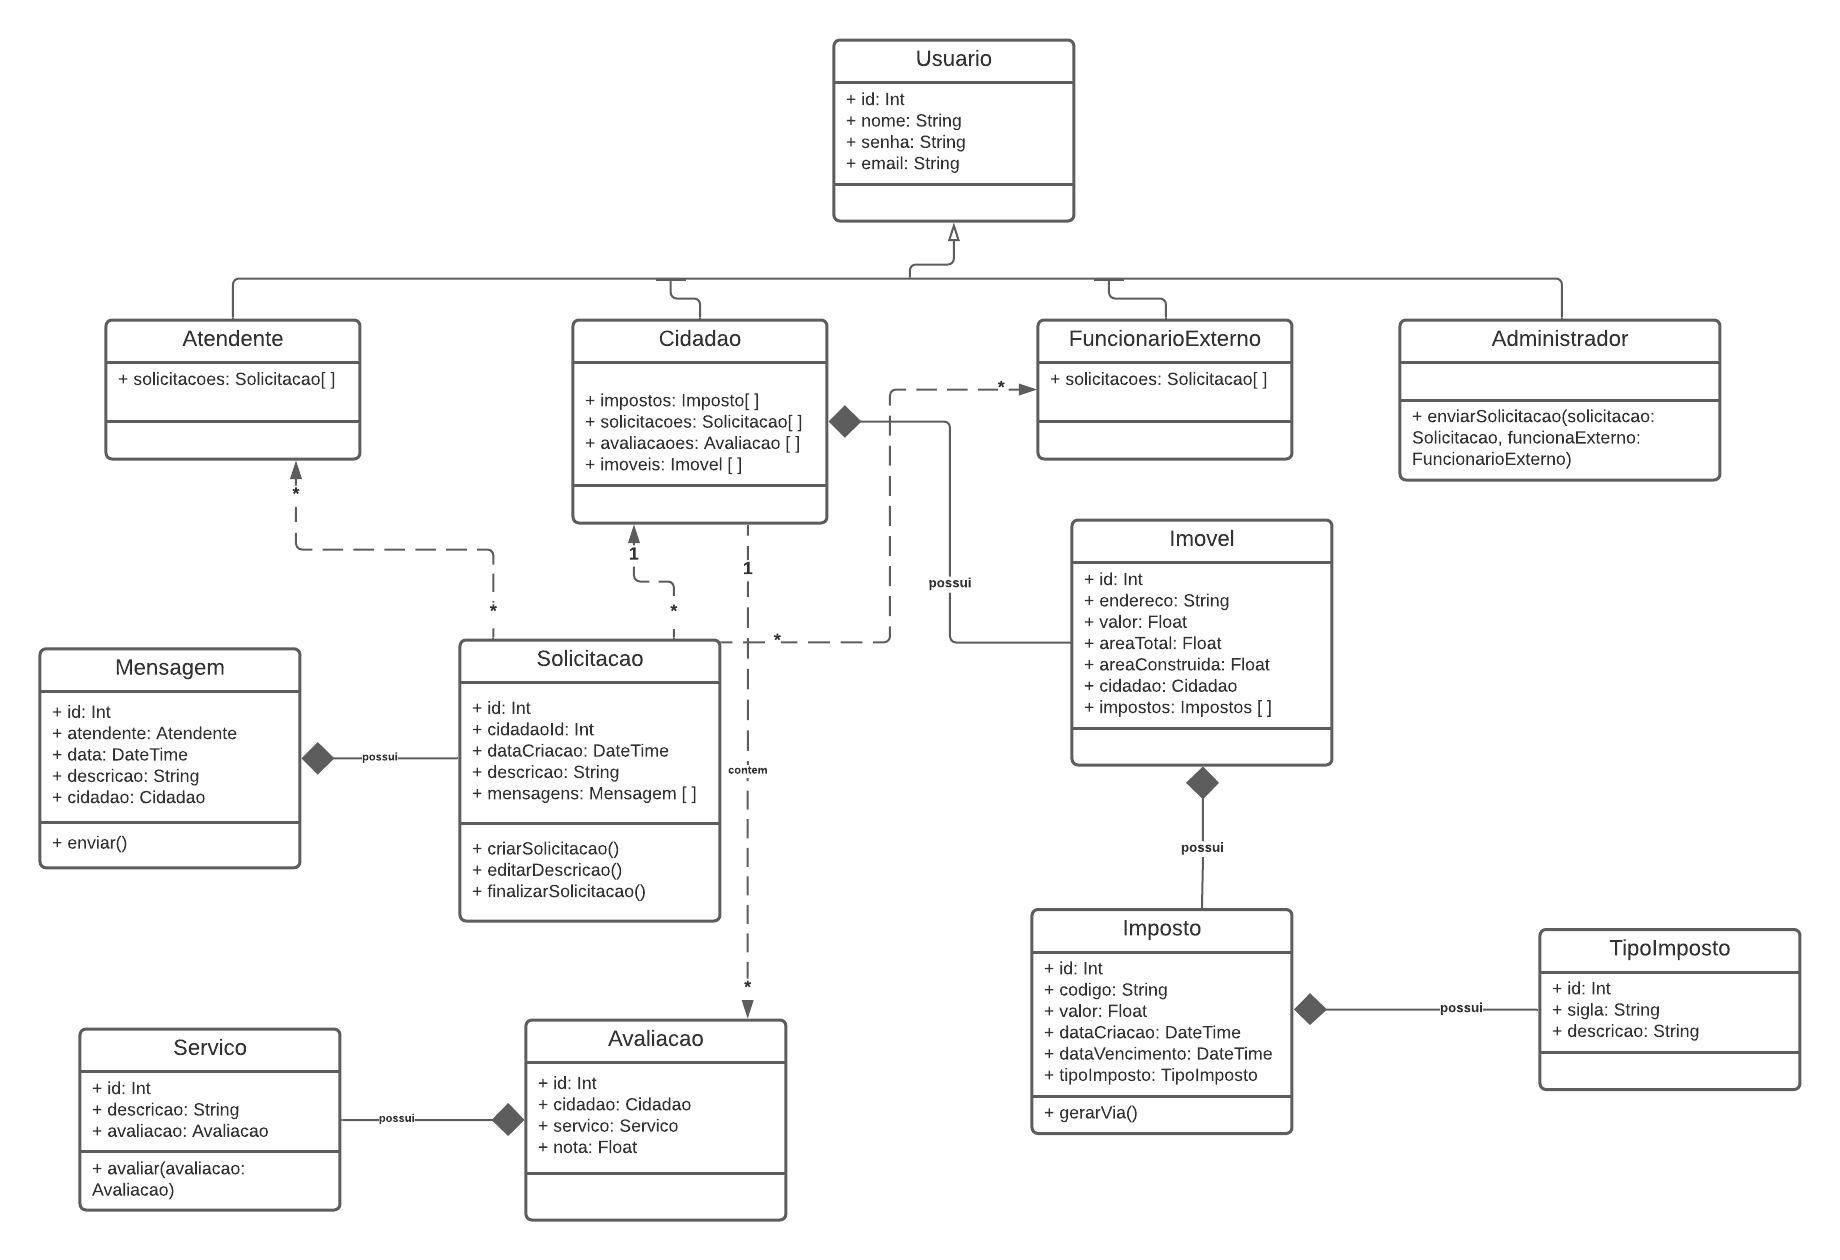 Usuario
+ id: Int
+ nome: String
+ senha: String
+ email: String
Atendente
+ solicitacoes: Solicitacao[ ]
Cidadao
+ impostos: Imposto[ ]
+ solicitacoes: Solicitacao[ ]
+ avaliacaoes: Avaliacao [ ]
+ imoveis: Imovel [ ]
FuncionarioExterno
+ solicitacoes: Solicitacao[ ]
Administrador
+ enviarSolicitacao(solicitacao:
Solicitacao, funcionaExterno:
FuncionarioExterno)
*
*
1
*
1
*
*
possui
Imovel
+ id: Int
+ endereco: String
+ valor: Float
+ areaTotal: Float
+ areaConstruida: Float
+ cidadao: Cidadao
+ impostos: Impostos [ ]
Mensagem
+ id: Int
+ atendente: Atendente
+ data: DateTime
+ descricao: String
+ cidadao: Cidadao
+ enviar()
possui
Solicitacao
+ id: Int
+ cidadaoId: Int
+ dataCriacao: DateTime
+ descricao: String
+ mensagens: Mensagem [ ]
+ criarSolicitacao()
+ editarDescricao()
+ finalizarSolicitacao()
contem
*
possui
Imposto
+ id: Int
+ codigo: String
+ valor: Float
+ dataCriacao: DateTime
+ dataVencimento: DateTime
+ tipoImposto: TipoImposto
+ gerarVia()
possui
TipoImposto
+ id: Int
+ sigla: String
+ descricao: String
Servico
+ id: Int
+ descricao: String
+ avaliacao: Avaliacao
+ avaliar(avaliacao:
Avaliacao)
possui
Avaliacao
+ id: Int
+ cidadao: Cidadao
+ servico: Servico
+ nota: Float